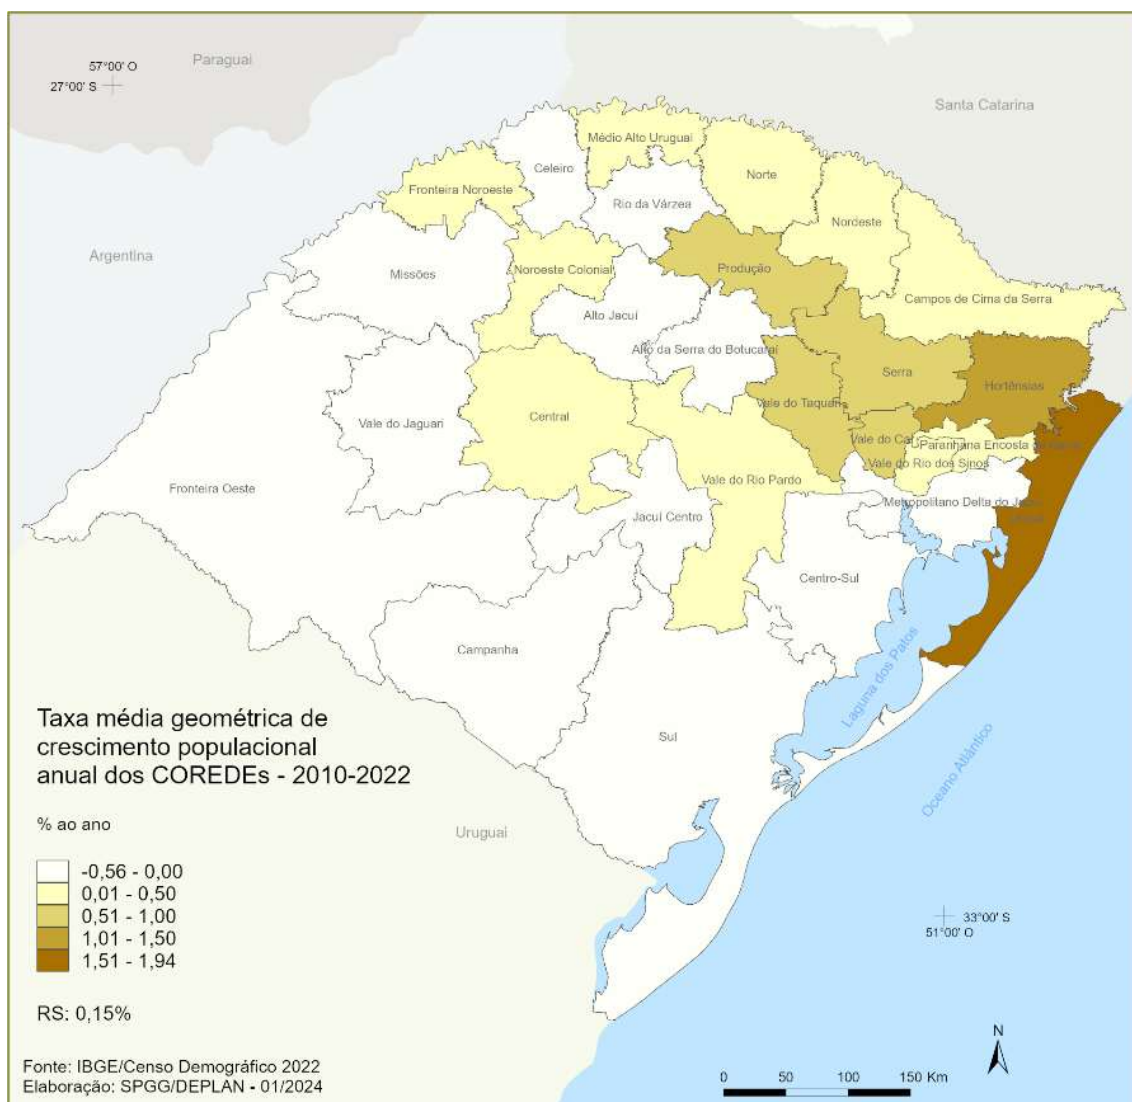 Paraguai
57°00' O
27°00' S
Santa Catarina
Argentina
Médio Alto Uruguai
Celeiro
Norte
Fronteira Noroeste
Rio da Várzea
Nordeste
Missões
Noroeste Colonial
Produção
Campos de Cima da Serra
Alto Jacuí
Alto da Serra do Botucaraí
Serra
Hortênsias
Vale do Jaguari
Central
Vale do Taquari
Vale do Caí
Paranhana Encosta da Serra
Vale do Rio dos Sinos
Fronteira Oeste
Vale do Rio Pardo
Metropolitano Delta do Jacuí
Litoral
Jacuí Centro
Centro-Sul
Campanha
Laguna dos Patos
Sul
Oceano Atlântico
Uruguai
Taxa média geométrica de
crescimento populacional
anual dos COREDEs - 2010-2022
% ao ano
-0,56 - 0,00
0,01 - 0,50
0,51 - 1,00
1,01 - 1,50
1,51 - 1,94
RS: 0,15%
33°00' S
51°00' O
N
Fonte: IBGE/Censo Demográfico 2022
Elaboração: SPGG/DEPLAN - 01/2024
0 50 100 150 Km